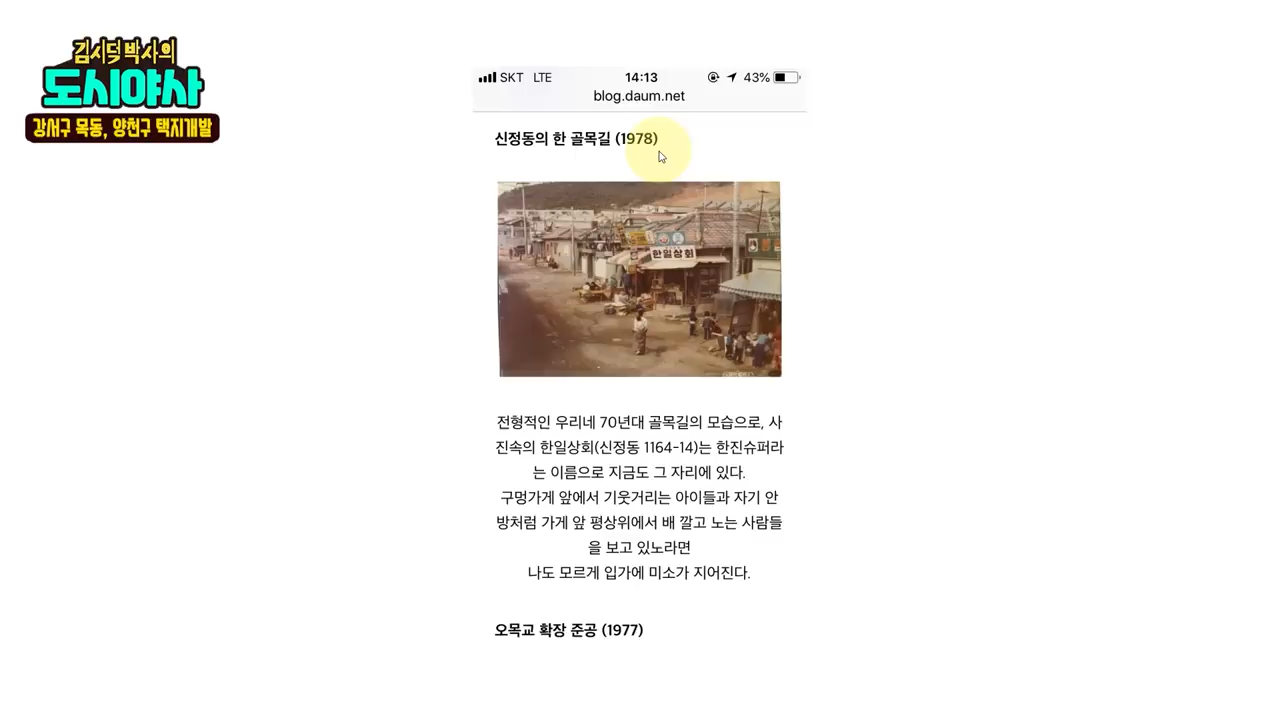 김시덕 박사의
도시야사
강서구 목동, 양천구 택지개발
SKT LTE 14:13 43%
blog.daum.net
신정동의 한 골목길 (1978)
한일상회
전형적인 우리네 70년대 골목길의 모습으로, 사
진속의 한일상회(신정동 1164-14)는 한진슈퍼라
는 이름으로 지금도 그 자리에 있다.
구멍가게 앞에서 기웃거리는 아이들과 자기 안
방처럼 가게 앞 평상위에서 배 깔고 노는 사람들
을 보고 있노라면
나도 모르게 입가에 미소가 지어진다.
오목교 확장 준공 (1977)